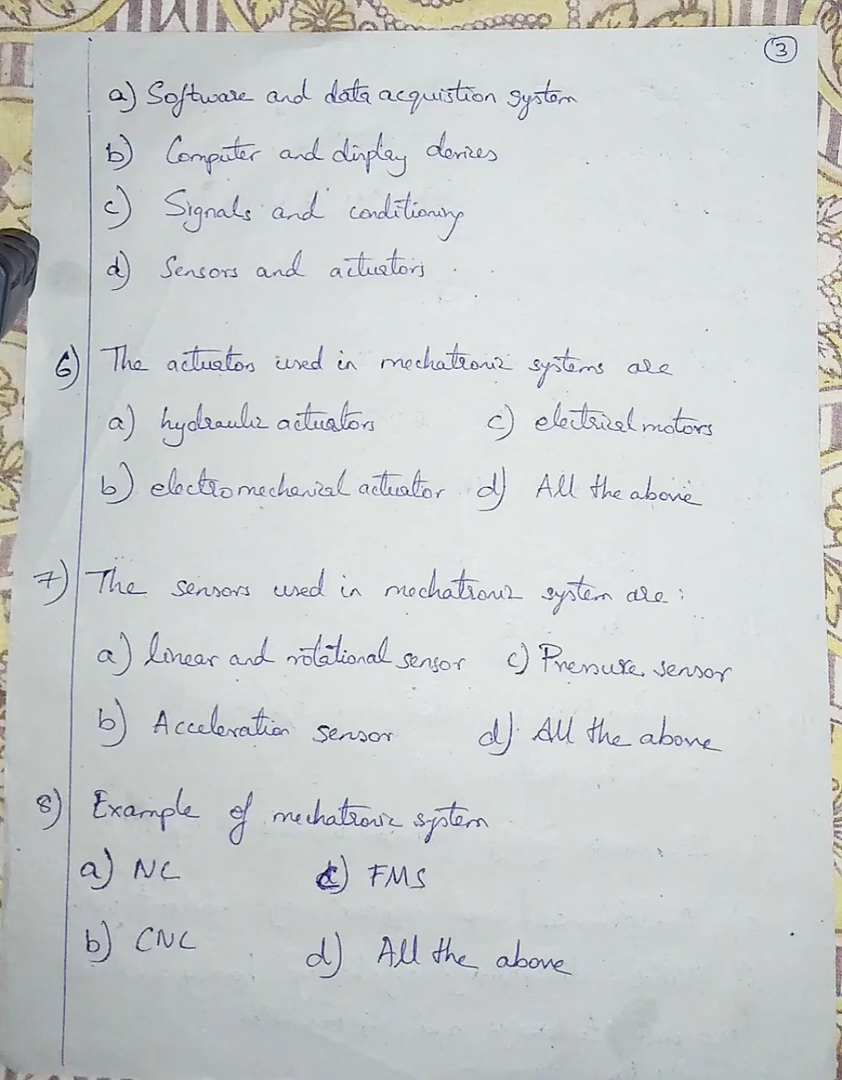 3
a) Software and data acquistion system
b) Computer and display devices
c) Signals and conditioning
d) Sensors and actuators
6) The actuators used in mechatronic systems are
a) hydraulic actuators c) electrical motors
b) electromechanical actuator d) All the above
7) The sensors used in mechatronic system are:
a) linear and rotational sensor c) Pressure sensor
b) Acceleration sensor d) All the above
8) Example of mechatronic system
a) NC c) FMS
b) CNC d) All the above